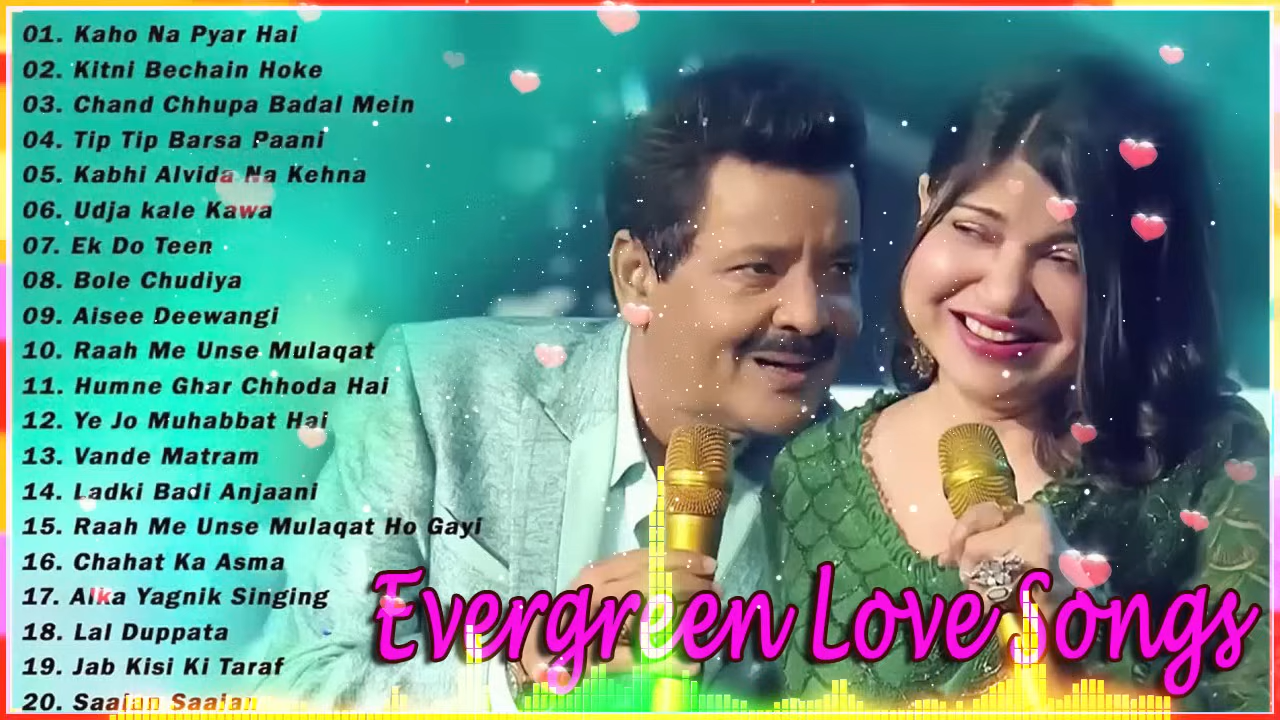 01. Kaho Na Pyar Hai
02. Kitni Bechain Hoke
03. Chand Chhupa Badal Mein
04. Tip Tip Barsa Paani
05. Kabhi Alvida Na Kehna
06. Udja kale Kawa
07. Ek Do Teen
08. Bole Chudiya
09. Aisee Deewangi
10. Raah Me Unse Mulaqat
11. Humne Ghar Chhoda Hai
12. Ye Jo Muhabbat Hai
13. Vande Matram
14. Ladki Badi Anjaani
15. Raah Me Unse Mulaqat Ho Gayi
16. Chahat Ka Asma
17. Alka Yagnik Singing
18. Lal Duppata
19. Jab Kisi Ki Taraf
20. Saajan Saajan
Evergreen Love Songs